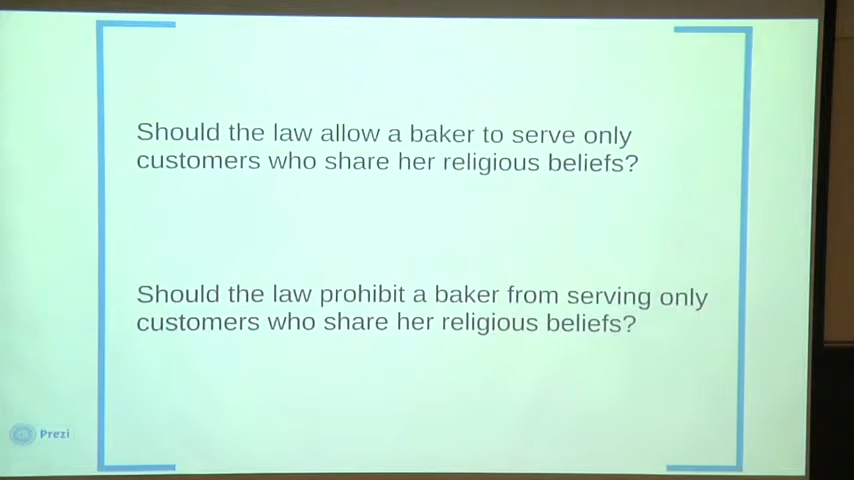 Should the law allow a baker to serve only
customers who share her religious beliefs?
Should the law prohibit a baker from serving only
customers who share her religious beliefs?
Prezi